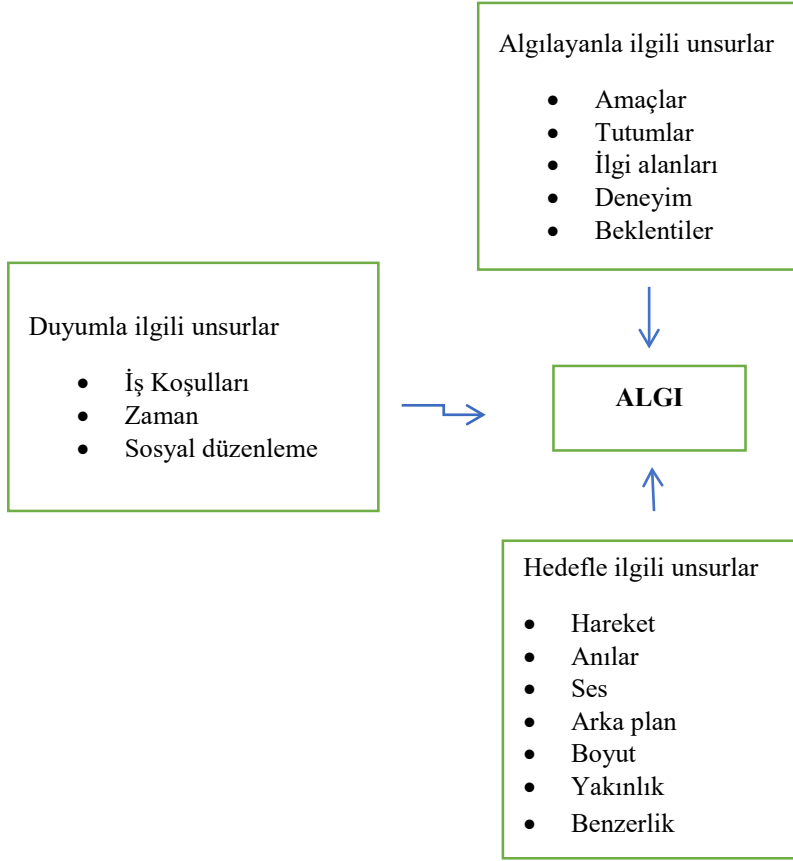 Algılayanla ilgili unsurlar
• Amaçlar
• Tutumlar
• İlgi alanları
• Deneyim
• Beklentiler
Duyumla ilgili unsurlar
• İş Koşulları
• Zaman
• Sosyal düzenleme
ALGI
Hedefle ilgili unsurlar
• Hareket
• Anılar
• Ses
• Arka plan
• Boyut
• Yakınlık
• Benzerlik